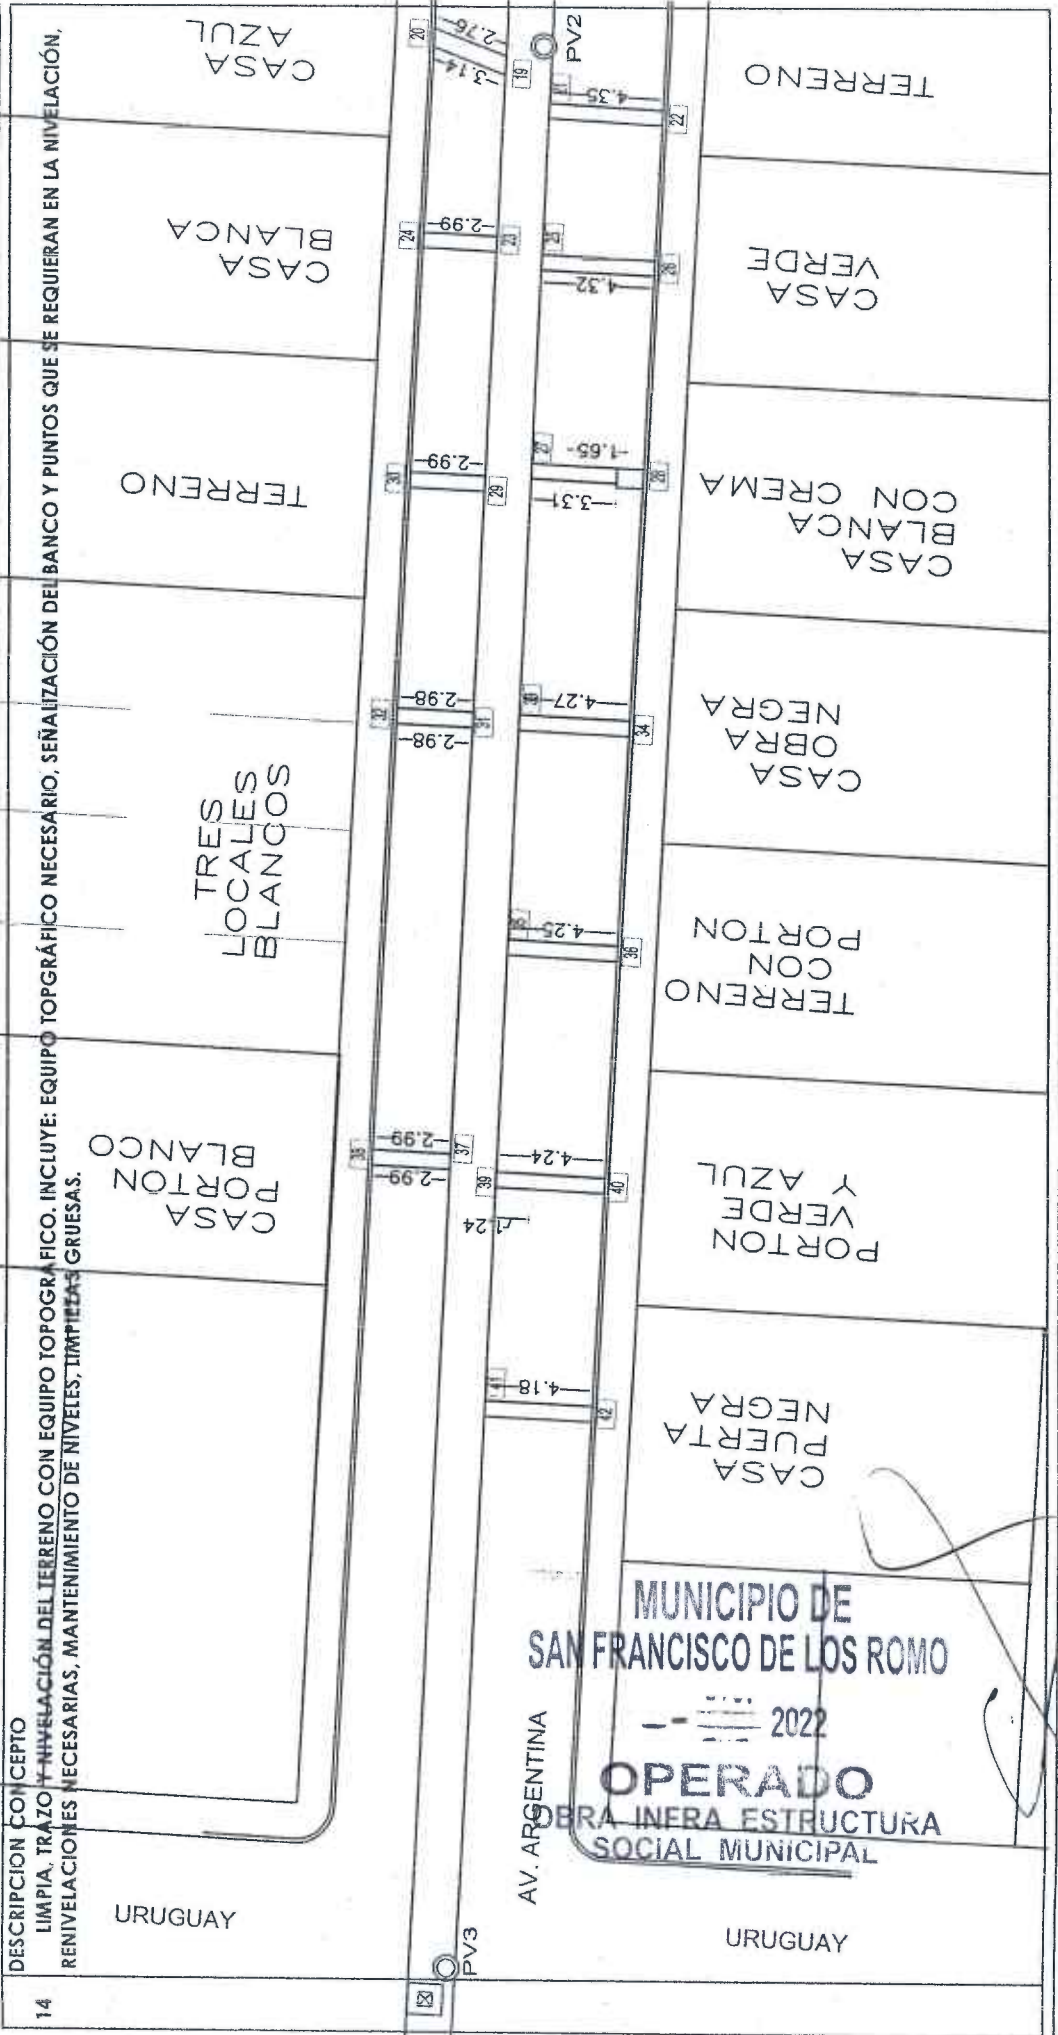 DESCRIPCION CONCEPTO
14
LIMPIA, TRAZO Y NIVELACIÓN DEL TERRENO CON EQUIPO TOPOGRAFICO. INCLUYE: EQUIPO TOPGRÁFICO NECESARIO, SEÑALIZACIÓN DEL BANCO Y PUNTOS QUE SE REQUIERAN EN LA NIVELACIÓN,
RENIVELACIONES NECESARIAS, MANTENIMIENTO DE NIVELES, LIMPIEZAS GRUESAS.
URUGUAY
CASA
PORTON
BLANCO
TRES
LOCALES
BLANCOS
TERRENO
CASA
BLANCA
CASA
AZUL
38
32
30
24
20
2.99
2.99
2.98
2.98
2.99
2.99
3.14
2.76
37
31
29
23
19
PV3
PV2
39
1.24
4.18
4.24
4.25
4.27
3.31
1.65
4.32
4.35
42
40
36
34
28
26
22
AV. ARGENTINA
URUGUAY
CASA
PUERTA
NEGRA
PORTON
VERDE
Y AZUL
TERRENO
CON
PORTON
CASA
OBRA
NEGRA
CASA
BLANCA
CON CREMA
CASA
VERDE
TERRENO
MUNICIPIO DE
SAN FRANCISCO DE LOS ROMO
2022
OPERADO
OBRA INFRA ESTRUCTURA
SOCIAL MUNICIPAL